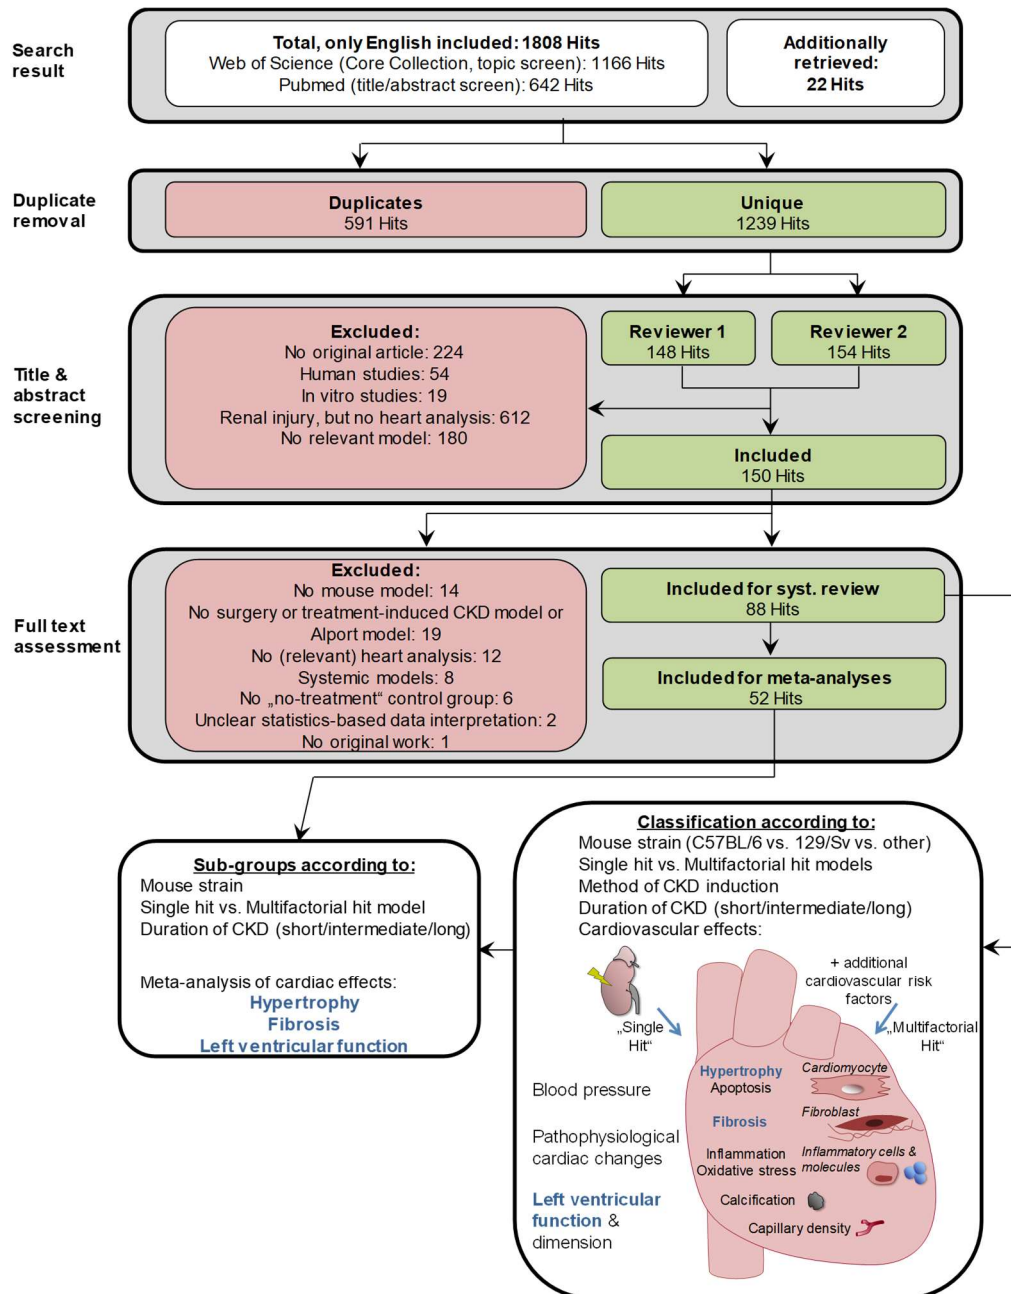 Search
result
Total, only English included: 1808 Hits
Web of Science (Core Collection, topic screen): 1166 Hits
Pubmed (title/abstract screen): 642 Hits
Additionally
retrieved:
22 Hits
Duplicate
removal
Duplicates
591 Hits
Unique
1239 Hits
Title &
abstract
screening
Excluded:
No original article: 224
Human studies: 54
In vitro studies: 19
Renal injury, but no heart analysis: 612
No relevant model: 180
Reviewer 1
148 Hits
Reviewer 2
154 Hits
Included
150 Hits
Full text
assessment
Excluded:
No mouse model: 14
No surgery or treatment-induced CKD model or
Alport model: 19
No (relevant) heart analysis: 12
Systemic models: 8
No „no-treatment“ control group: 6
Unclear statistics-based data interpretation: 2
No original work: 1
Included for syst. review
88 Hits
Included for meta-analyses
52 Hits
Sub-groups according to:
Mouse strain
Single hit vs. Multifactorial hit model
Duration of CKD (short/intermediate/long)
Meta-analysis of cardiac effects:
Hypertrophy
Fibrosis
Left ventricular function
Classification according to:
Mouse strain (C57BL/6 vs. 129/Sv vs. other)
Single hit vs. Multifactorial hit models
Method of CKD induction
Duration of CKD (short/intermediate/long)
Cardiovascular effects:
+ additional
cardiovascular risk
factors
„Single
Hit“
„Multifactorial
Hit“
Blood pressure
Pathophysiological
cardiac changes
Left ventricular
function &
dimension
Hypertrophy
Apoptosis
Cardiomyocyte
Fibrosis
Fibroblast
Inflammation
Oxidative stress
Inflammatory cells &
molecules
Calcification
Capillary density